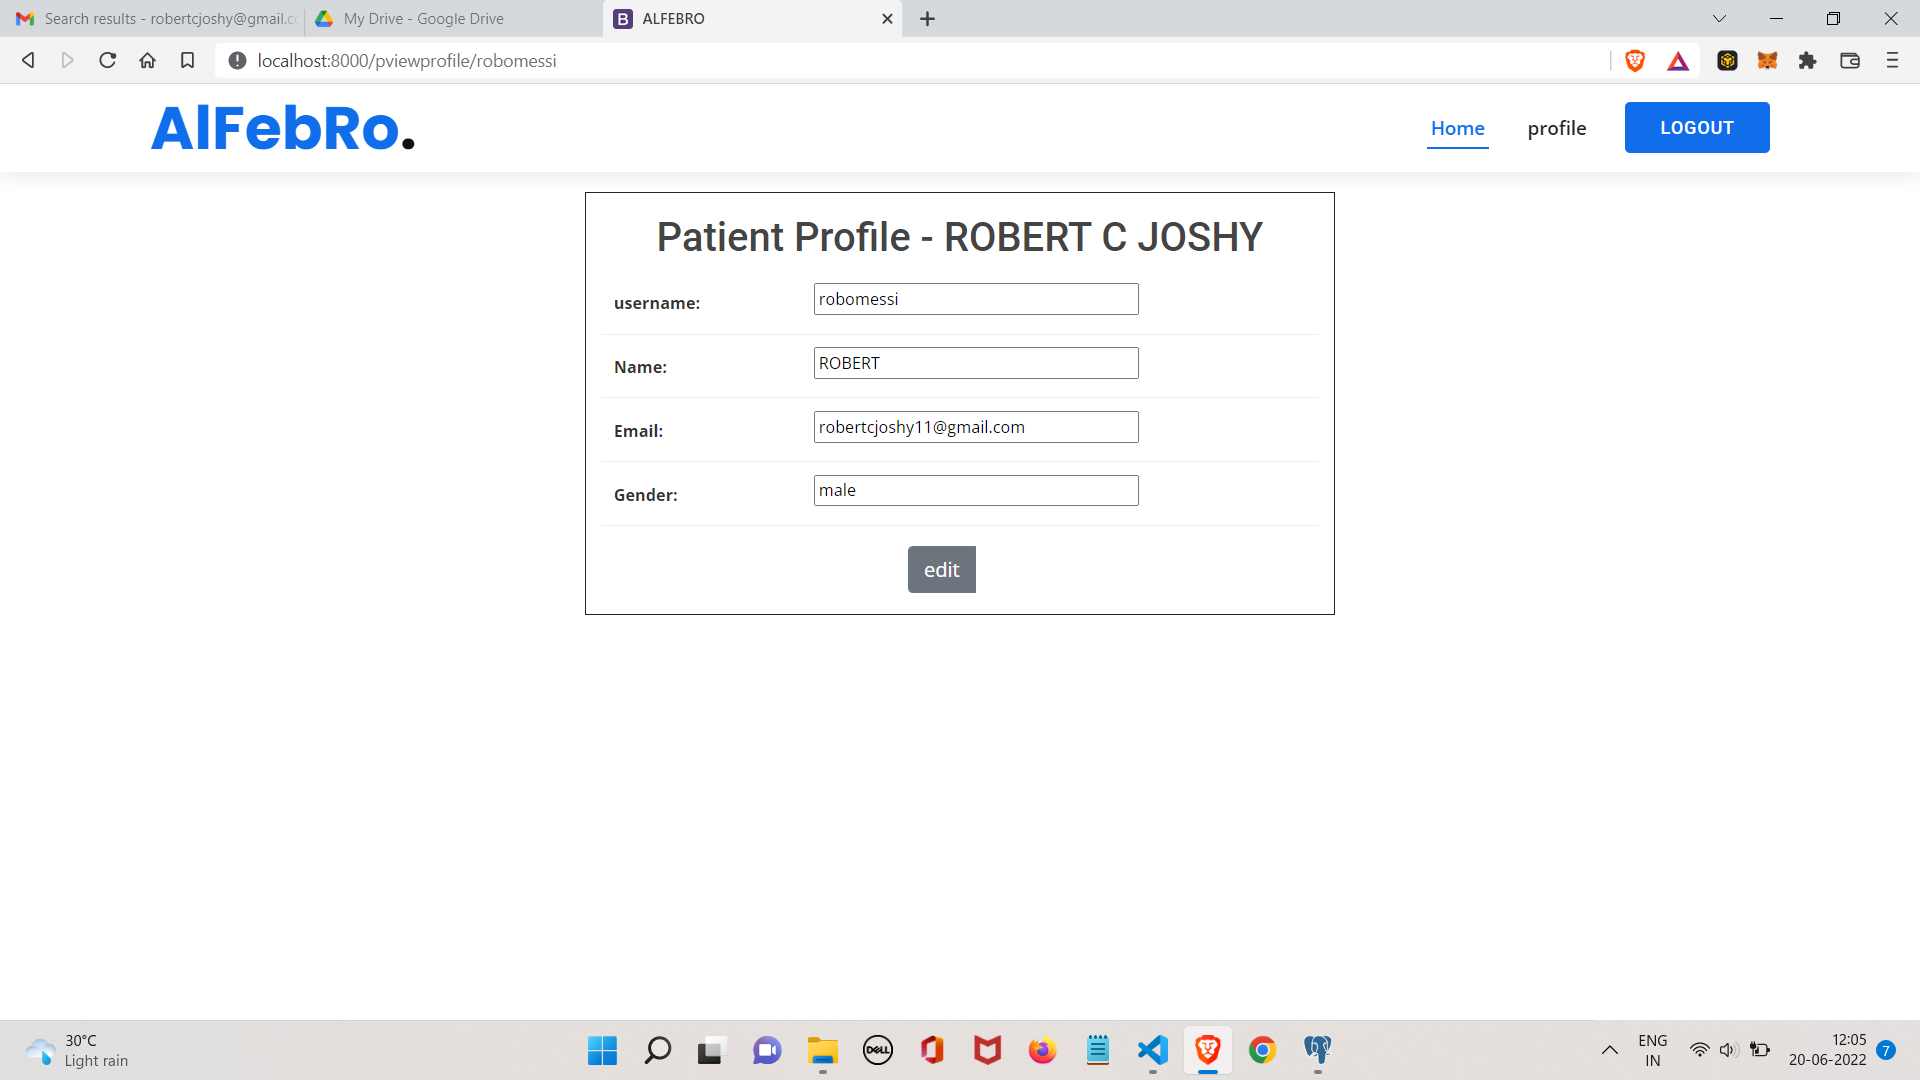 Search results - robertcjoshy@gmail.c
My Drive - Google Drive
ALFEBRO
localhost:8000/pviewprofile/robomessi
AlFebRo.
Home
profile
LOGOUT
Patient Profile - ROBERT C JOSHY
username:
robomessi
Name:
ROBERT
Email:
robertcjoshy11@gmail.com
Gender:
male
edit
30°C
Light rain
DELL
ENG
IN
12:05
20-06-2022
7